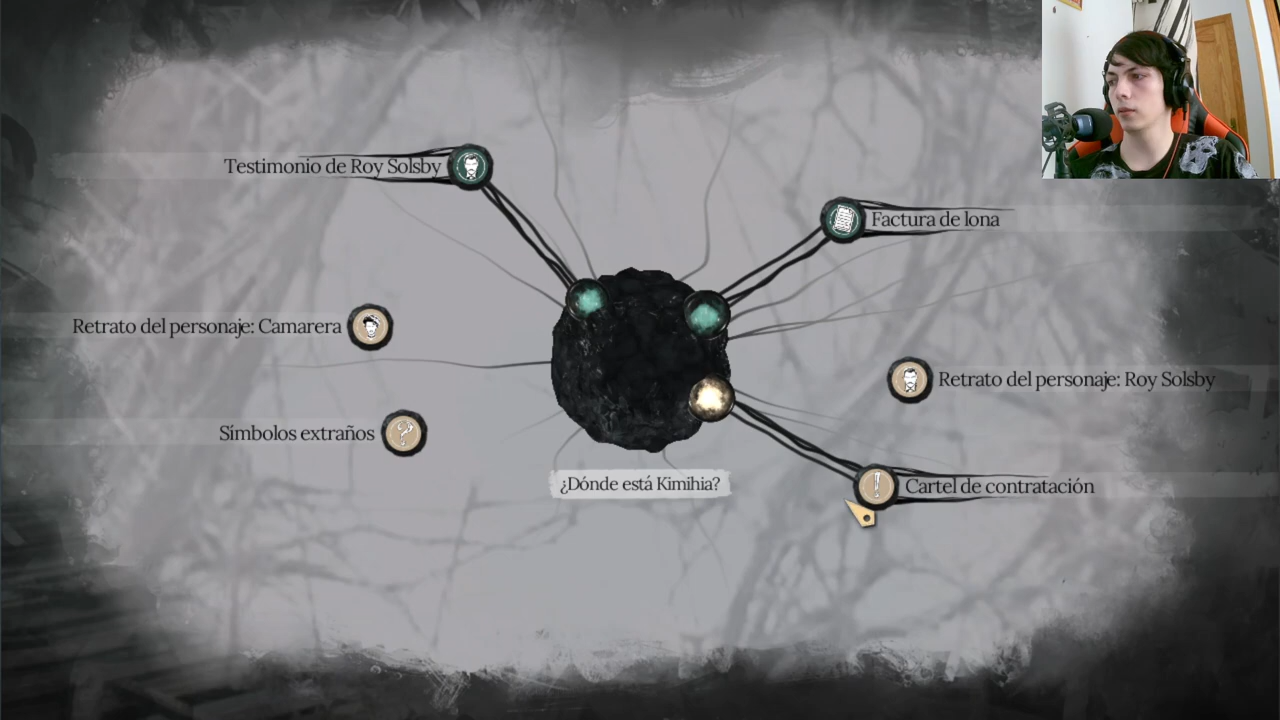 Testimonio de Roy Solsby
Factura de lona
Retrato del personaje: Camarera
Retrato del personaje: Roy Solsby
Símbolos extraños
¿Dónde está Kimihia?
Cartel de contratación